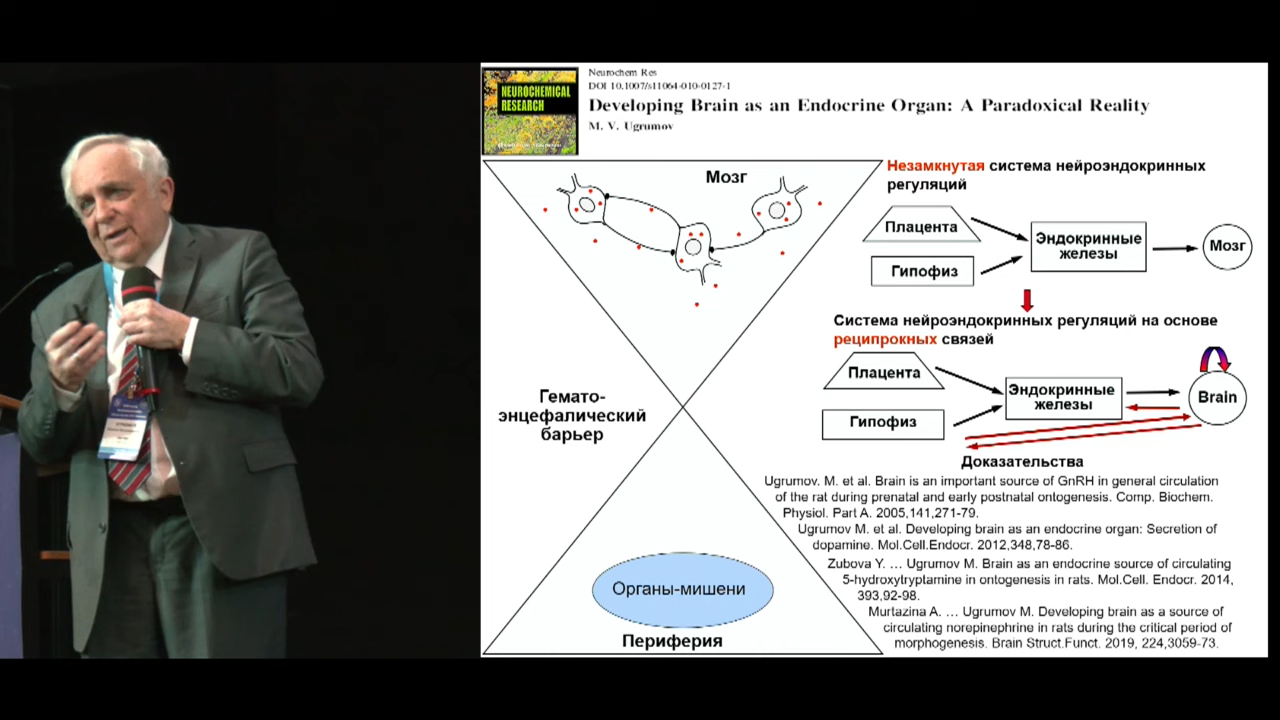 NEUROCHEMICAL
RESEARCH
Neurochem Res
DOI 10.1007/s11064-010-0127-1
Developing Brain as an Endocrine Organ: A Paradoxical Reality
M. V. Ugrumov
Мозг
Гемато-
энцефалический
барьер
Органы-мишени
Периферия
Незамкнутая система нейроэндокринных
регуляций
Плацента
Гипофиз
Эндокринные
железы
Мозг
Система нейроэндокринных регуляций на основе
реципрокных связей
Плацента
Гипофиз
Эндокринные
железы
Brain
Доказательства
Ugrumov. M. et al. Brain is an important source of GnRH in general circulation
of the rat during prenatal and early postnatal ontogenesis. Comp. Biochem.
Physiol. Part A. 2005,141,271-79.
Ugrumov M. et al. Developing brain as an endocrine organ: Secretion of
dopamine. Mol.Cell.Endocr. 2012,348,78-86.
Zubova Y. … Ugrumov M. Brain as an endocrine source of circulating
5-hydroxytryptamine in ontogenesis in rats. Mol.Cell. Endocr. 2014,
393,92-98.
Murtazina A. … Ugrumov M. Developing brain as a source of
circulating norepinephrine in rats during the critical period of
morphogenesis. Brain Struct.Funct. 2019, 224,3059-73.